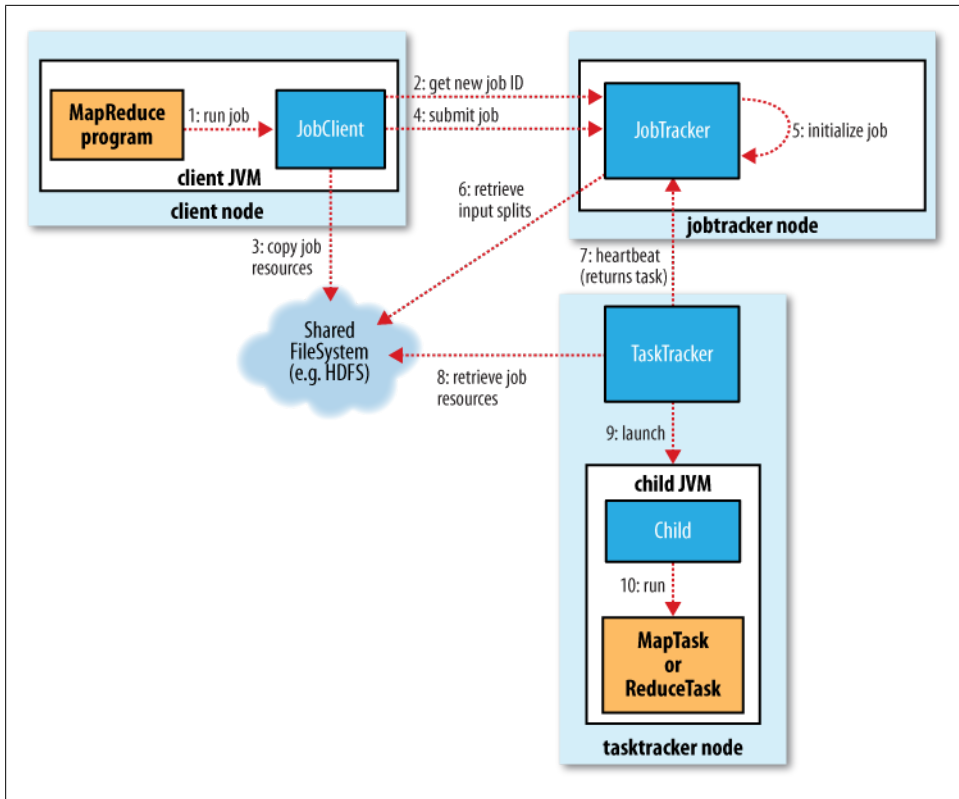 MapReduce
program
1: run job
JobClient
client JVM
client node
2: get new job ID
4: submit job
JobTracker
5: initialize job
jobtracker node
3: copy job
resources
6: retrieve
input splits
7: heartbeat
(returns task)
Shared
FileSystem
(e.g. HDFS)
8: retrieve job
resources
TaskTracker
9: launch
child JVM
Child
10: run
MapTask
or
ReduceTask
tasktracker node